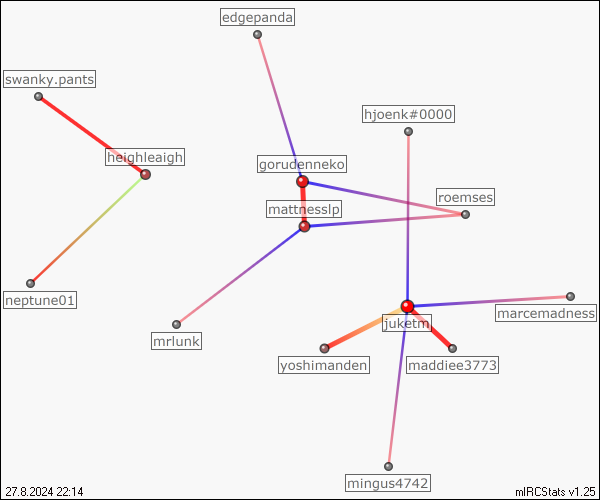 edgepanda
swanky.pants
hjoenk#0000
heighleaigh
gorudenneko
roemses
mattnesslp
neptune01
marcemadness
juketm
mrlunk
yoshimanden
maddiee3773
mingus4742
27.8.2024 22:14
mIRCStats v1.25